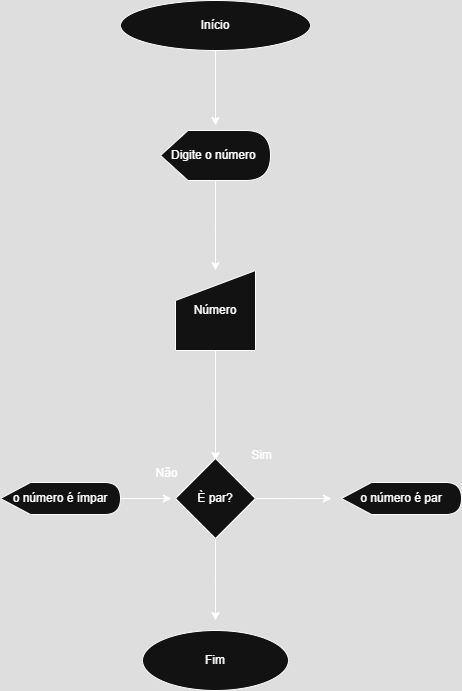 Início
Digite o número
Número
Sim
Não
o número é ímpar
È par?
o número é par
Fim